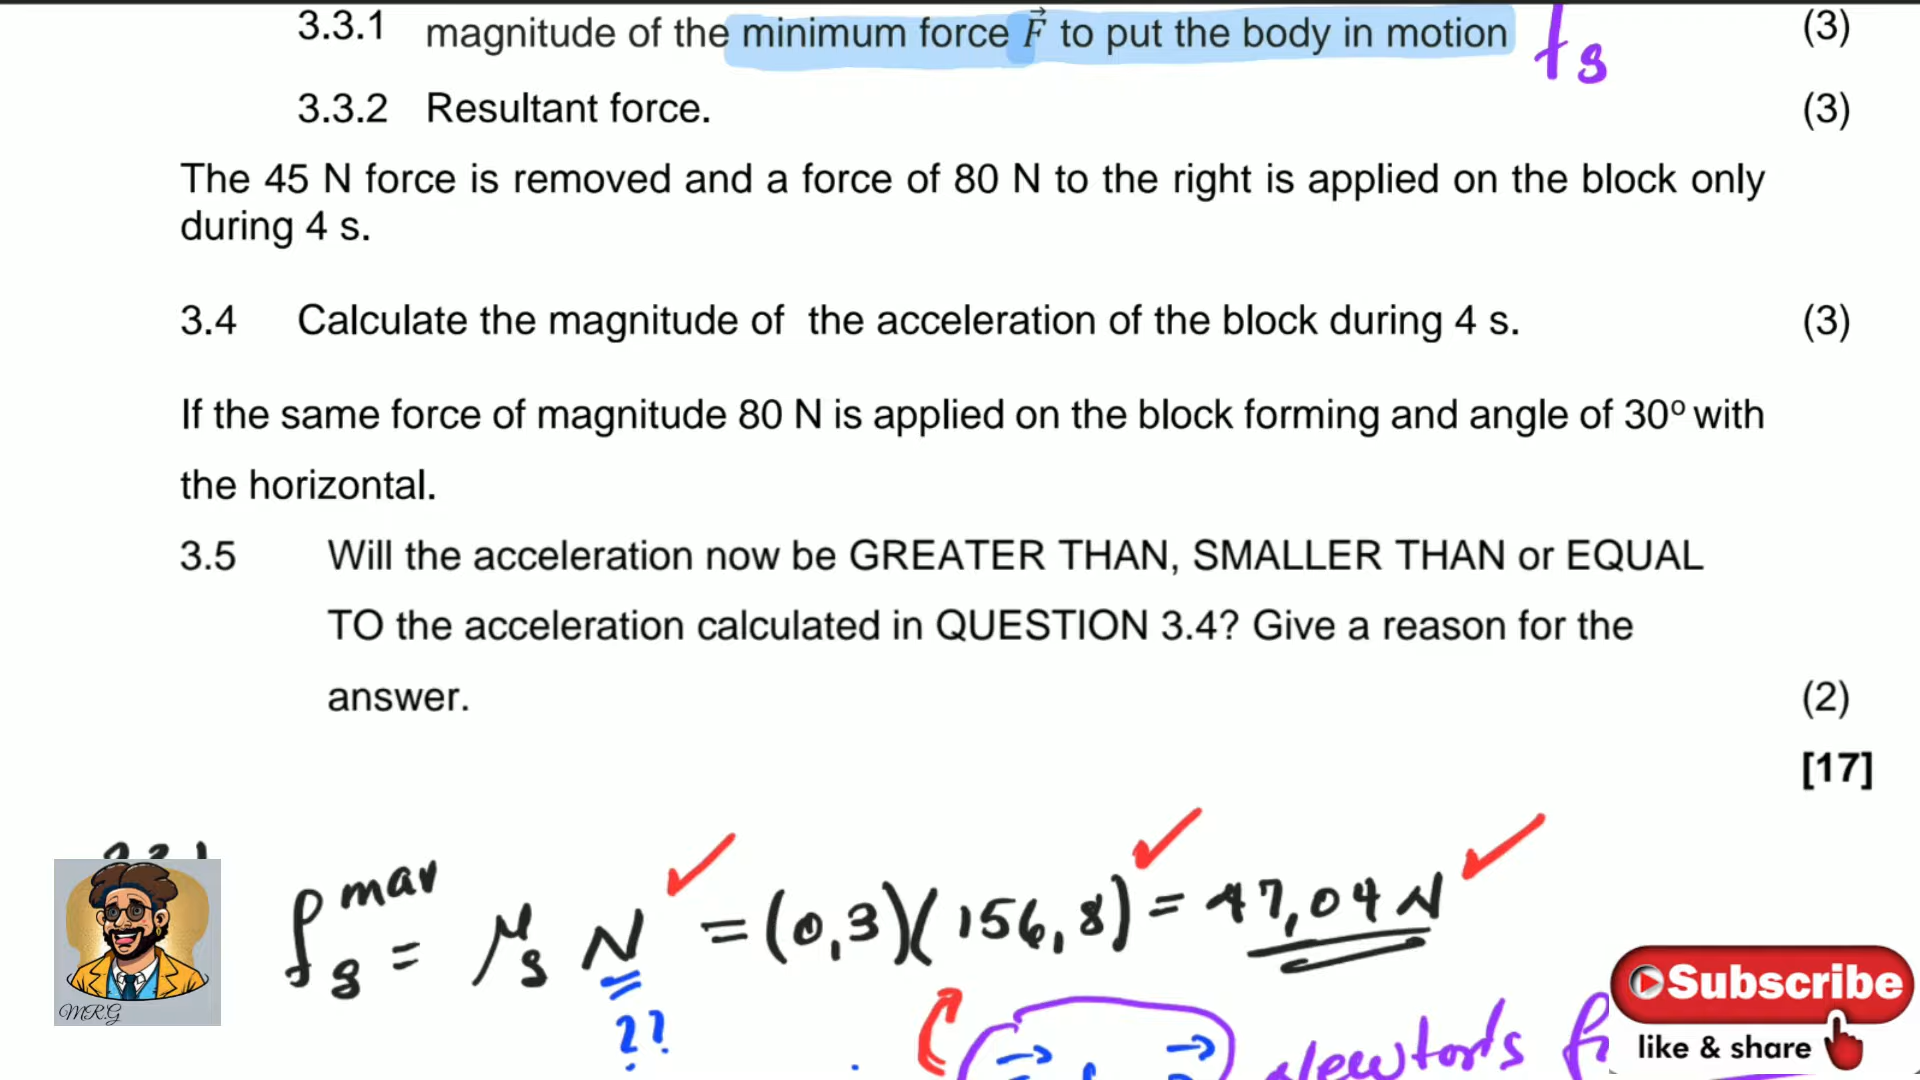 3.3.1 magnitude of the minimum force F⃗ to put the body in motion fs (3)
3.3.2 Resultant force. (3)
The 45 N force is removed and a force of 80 N to the right is applied on the block only
during 4 s.
3.4 Calculate the magnitude of the acceleration of the block during 4 s. (3)
If the same force of magnitude 80 N is applied on the block forming and angle of 30º with
the horizontal.
3.5 Will the acceleration now be GREATER THAN, SMALLER THAN or EQUAL
TO the acceleration calculated in QUESTION 3.4? Give a reason for the
answer. (2)
[17]
fs max = μs N = (0,3)(156,8) = 47,04 N
??
Newton's
MR.G
Subscribe
like & share